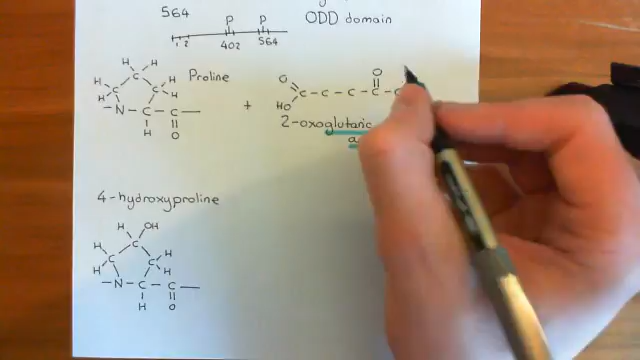 564
P P
1 2 402 564
ODD domain
H H
H H
C
H C C H
N C C
H O
Proline
+
O O
HO C-C-C-C-C
2-oxoglutaric
a
4-hydroxyproline
H OH
H C
C C H
H H
N-C-C
H O